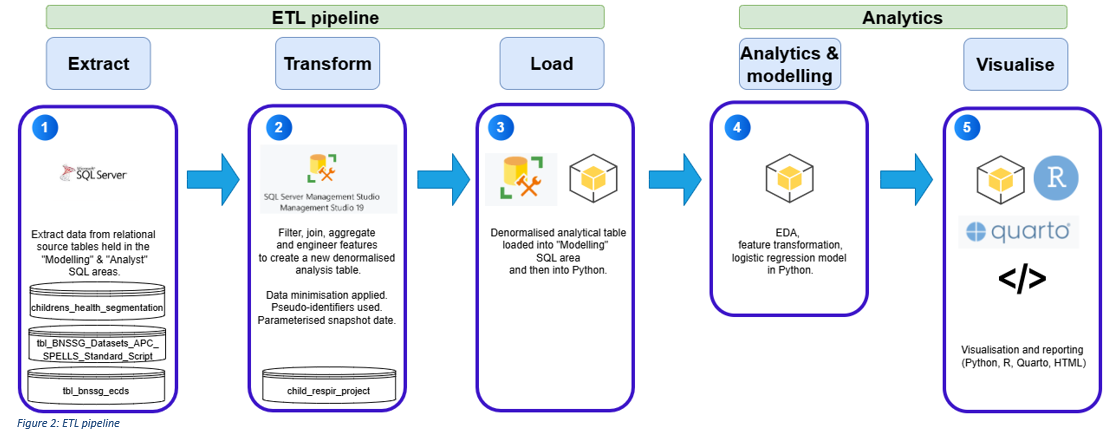 ETL pipeline
Analytics
Extract
Transform
Load
Analytics &
modelling
Visualise
1
Microsoft
SQL Server
Extract data from relational
source tables held in the
"Modelling" & "Analyst"
SQL areas.
childrens_health_segmentation
tbl_BNSSG_Datasets_APC_
SPELLS_Standard_Script
tbl_bnssg_ecds
2
SQL Server Management Studio
Management Studio 19
Filter, join, aggregate
and engineer features
to create a new denormalised
analysis table.
Data minimisation applied.
Pseudo-identifiers used.
Parameterised snapshot date.
child_respir_project
3
Denormalised analytical table
loaded into "Modelling"
SQL area
and then into Python.
4
EDA,
feature transformation,
logistic regression model
in Python.
5
R
quarto
</>
Visualisation and reporting
(Python, R, Quarto, HTML)
Figure 2: ETL pipeline